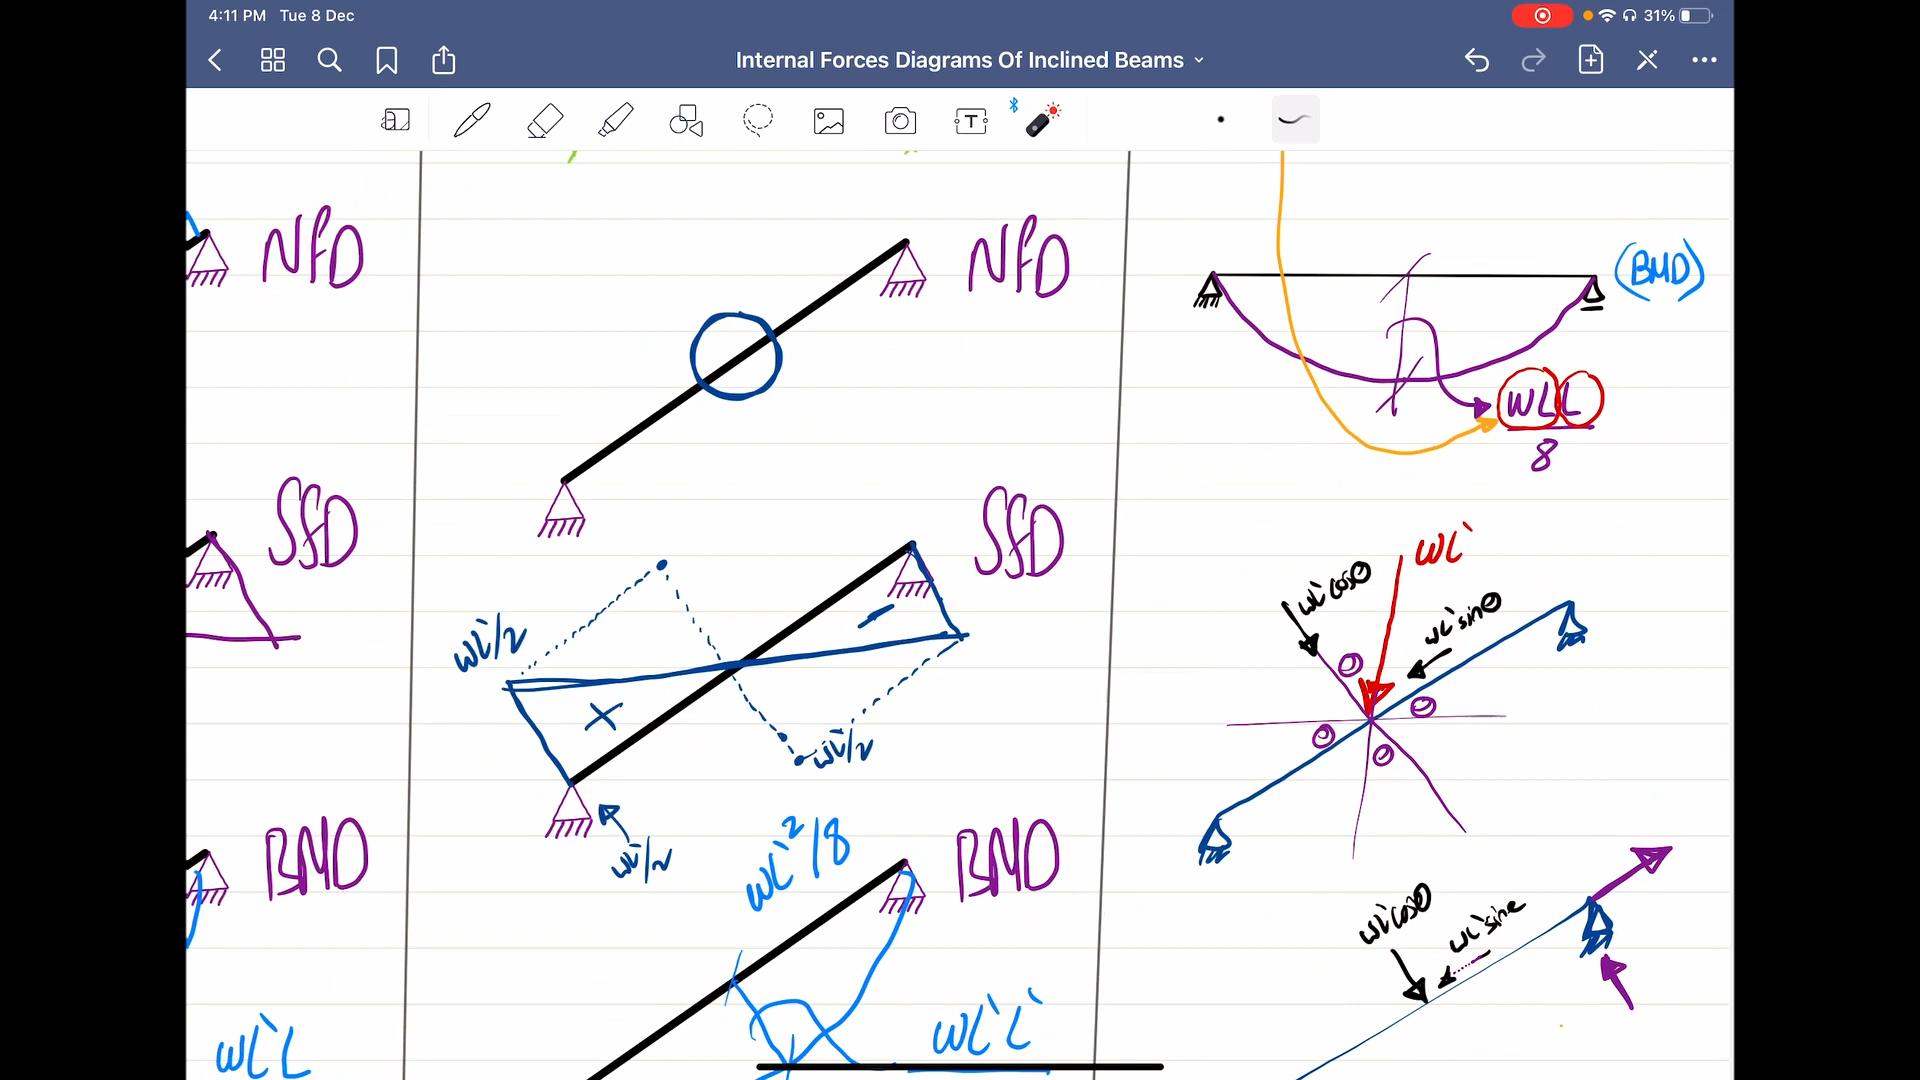 4:11 PM Tue 8 Dec
31%
Internal Forces Diagrams Of Inclined Beams
T
NFD
NFD
(BMD)
WLL
8
SFD
SFD
WL'
WL'cosθ
WL'sinθ
WL'/2
θ
θ
θ
θ
+
-
WL'/2
WL'/2
BMD
WL'²/8
BMD
WL'cosθ
WL'sinθ
WL'L
WL'L'